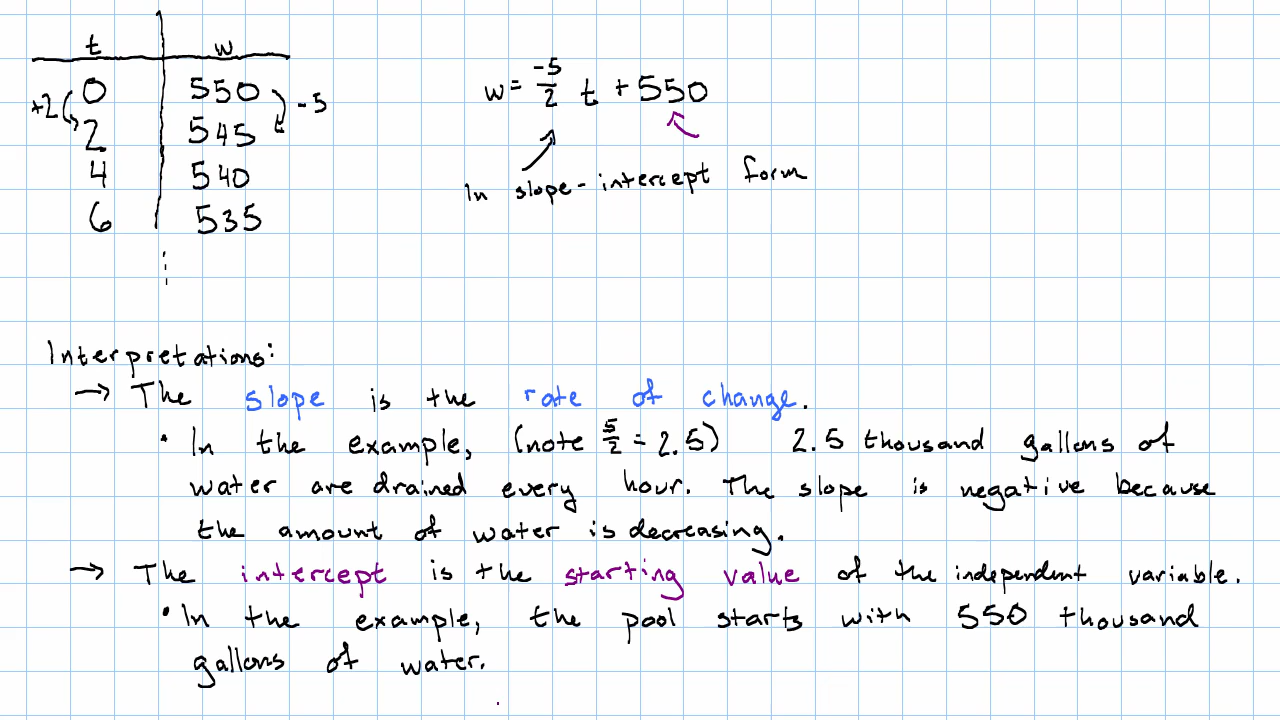 t w
0 550
+2 -5
2 545
4 540
6 535
w = -5/2 t + 550
In slope-intercept form
Interpretations:
→ The slope is the rate of change.
• In the example, (note 5/2 = 2.5) 2.5 thousand gallons of
water are drained every hour. The slope is negative because
the amount of water is decreasing.
→ The intercept is the starting value of the independent variable.
• In the example, the pool starts with 550 thousand
gallons of water.